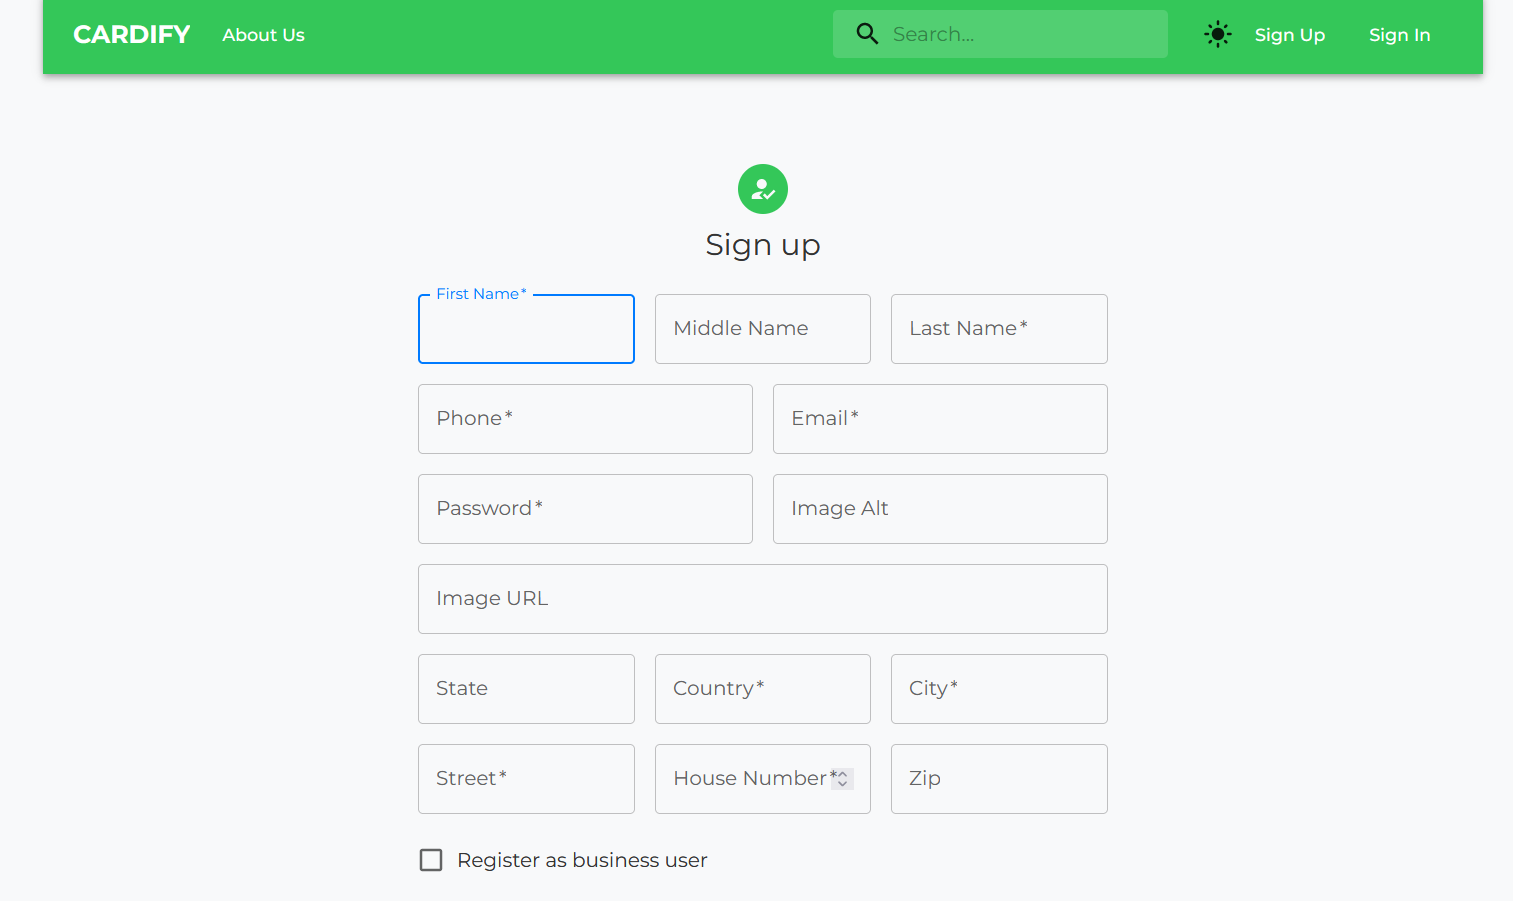 CARDIFY About Us Search... Sign Up Sign In
Sign up
First Name*
Middle Name Last Name*
Phone* Email*
Password* Image Alt
Image URL
State Country* City*
Street* House Number* Zip
Register as business user